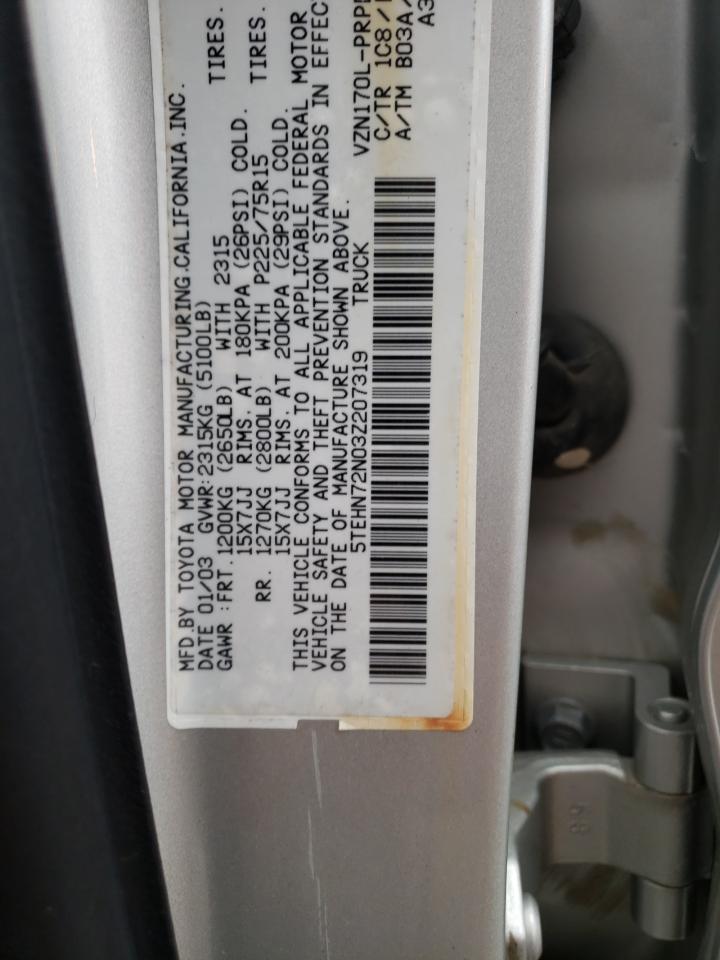 MFD.BY TOYOTA MOTOR MANUFACTURING.CALIFORNIA.INC.
DATE 01/03 GVWR:2315KG (5100LB)
GAWR :FRT.1200KG (2650LB) WITH 2315 TIRES.
15X7JJ RIMS. AT 180KPA (26PSI) COLD.
RR. 1270KG (2800LB) WITH P225/75R15 TIRES.
15X7JJ RIMS. AT 200KPA (29PSI) COLD.
THIS VEHICLE CONFORMS TO ALL APPLICABLE FEDERAL MOTOR
VEHICLE SAFETY AND THEFT PREVENTION STANDARDS IN EFFEC
ON THE DATE OF MANUFACTURE SHOWN ABOVE.
5TEHN72N03Z207319 TRUCK
VZN170L-PRP
C/TR 1C8/
A/TM B03A/
A3